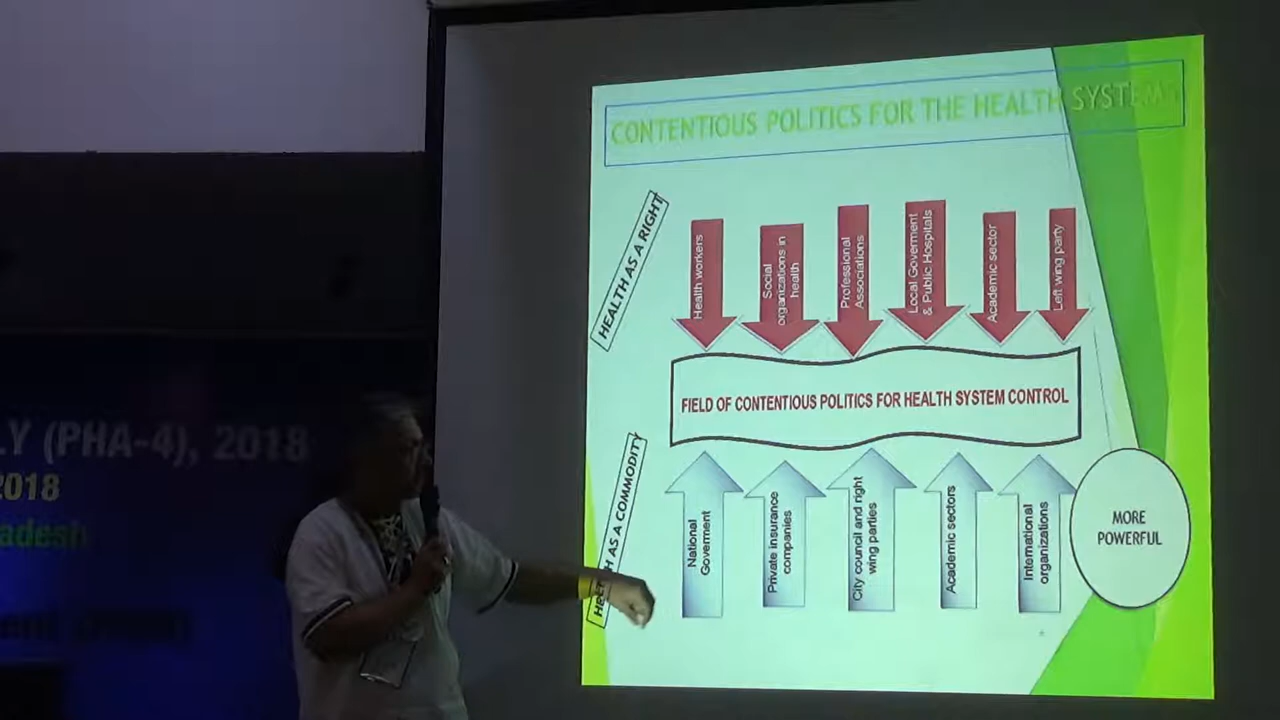 CONTENTIOUS POLITICS FOR THE HEALTH SYSTEM
HEALTH AS A RIGHT
Health workers
Social
organizations in
health
Professional
Associations
Local Goverment
& Public Hospitals
Academic sector
Left wing party
FIELD OF CONTENTIOUS POLITICS FOR HEALTH SYSTEM CONTROL
HEALTH AS A COMMODITY
National
Goverment
Private insurance
companies
City council and right
wing parties
Academic sectors
International
organizations
MORE
POWERFUL
LY (PHA-4), 2018
2018
adesh